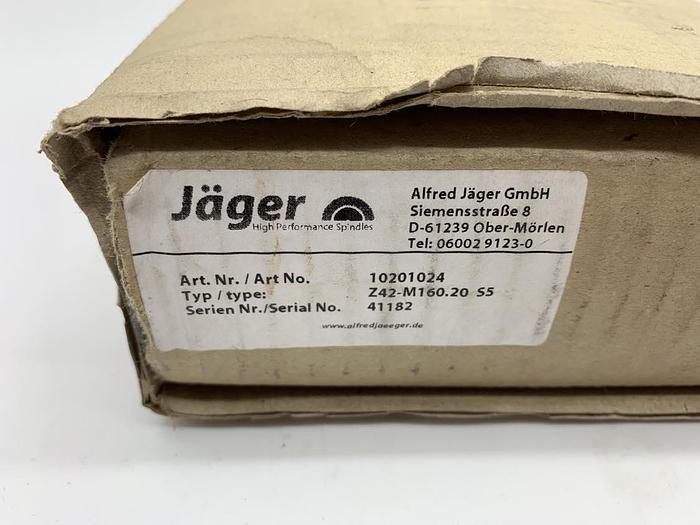 Jäger
High Performance Spindles
Alfred Jäger GmbH
Siemensstraße 8
D-61239 Ober-Mörlen
Tel: 06002 9123-0
Art. Nr. / Art No. 10201024
Typ / type: Z42-M160.20 S5
Serien Nr./Serial No. 41182
www.alfredjaeger.de